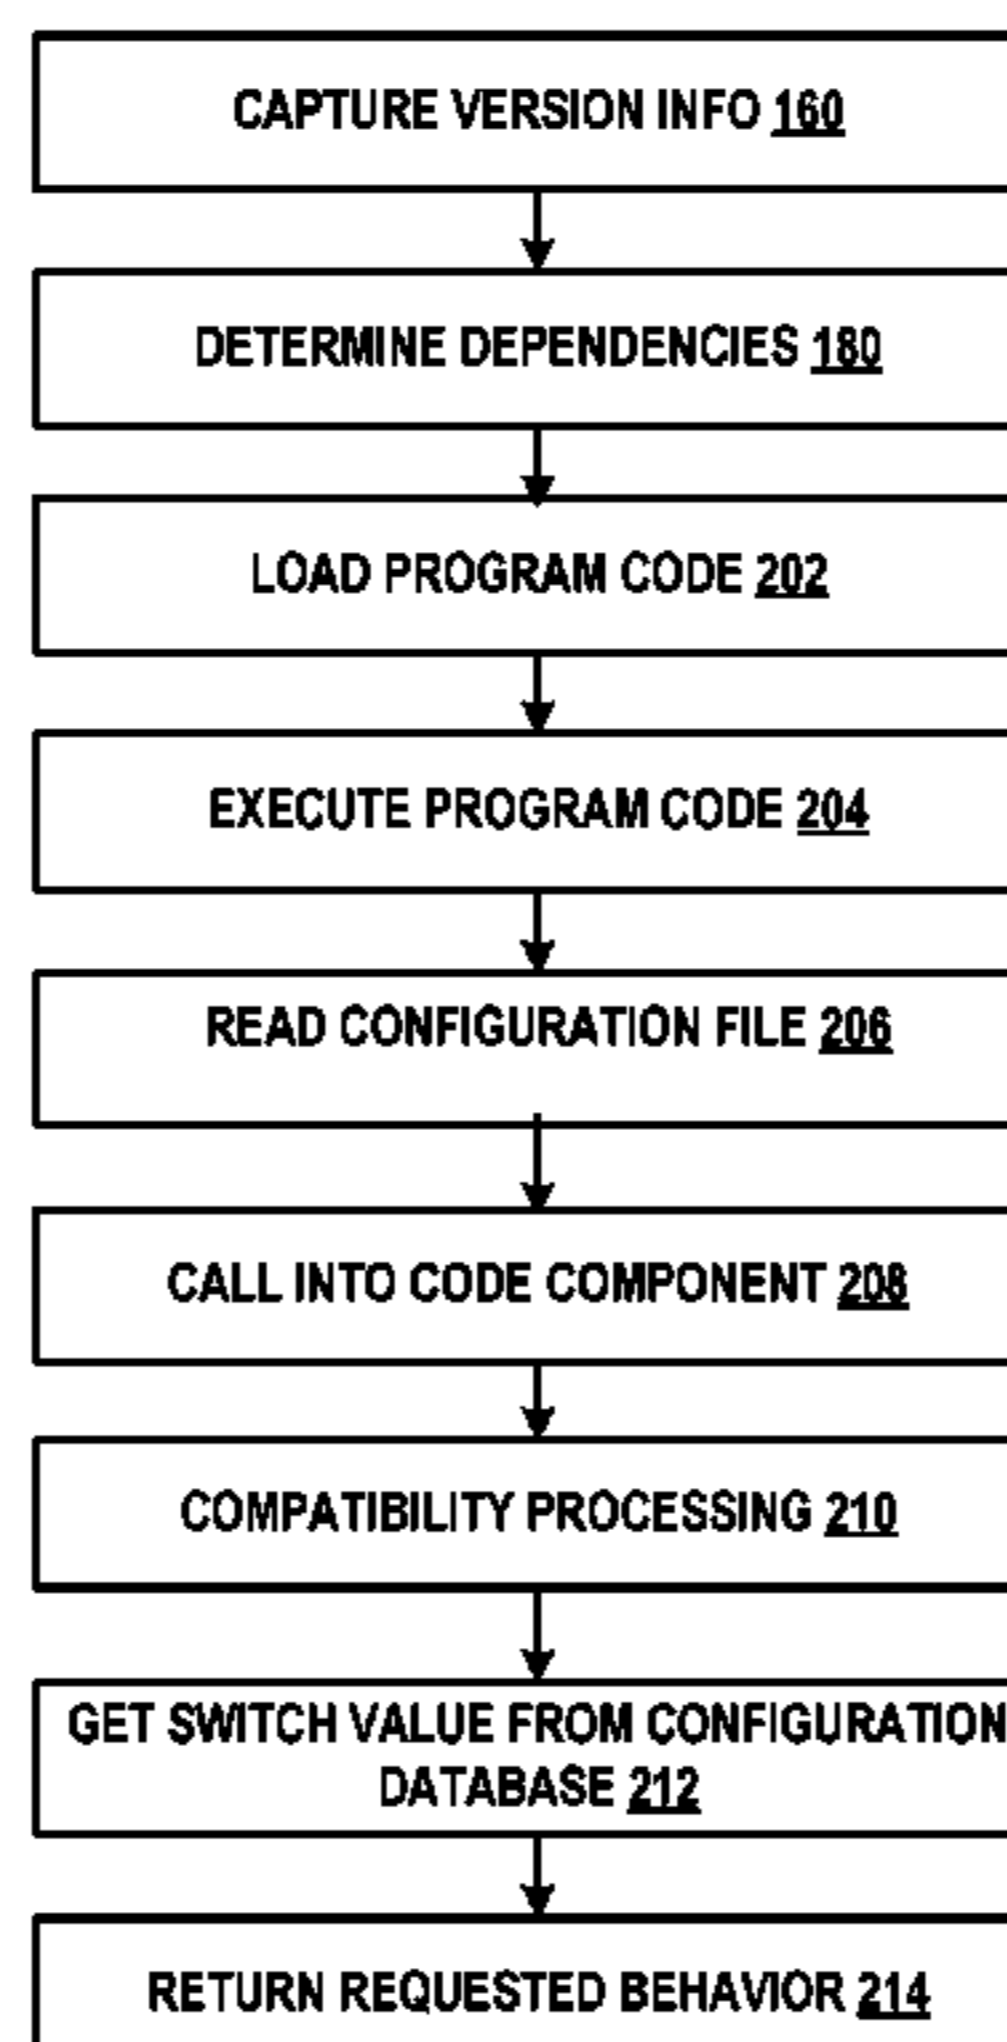 CAPTURE VERSION INFO 160
DETERMINE DEPENDENCIES 180
LOAD PROGRAM CODE 202
EXECUTE PROGRAM CODE 204
READ CONFIGURATION FILE 206
CALL INTO CODE COMPONENT 208
COMPATIBILITY PROCESSING 210
GET SWITCH VALUE FROM CONFIGURATION
DATABASE 212
RETURN REQUESTED BEHAVIOR 214